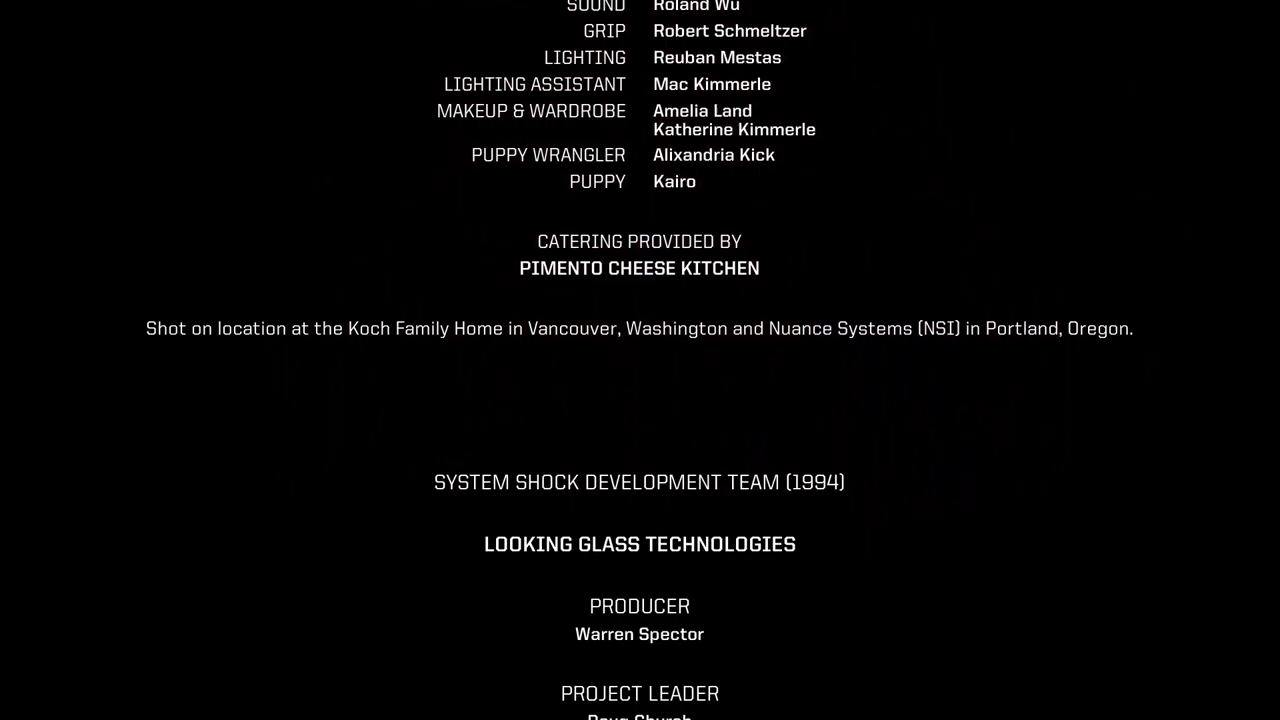 SOUND Roland Wu
GRIP Robert Schmeltzer
LIGHTING Reuban Mestas
LIGHTING ASSISTANT Mac Kimmerle
MAKEUP & WARDROBE Amelia Land
Katherine Kimmerle
PUPPY WRANGLER Alixandria Kick
PUPPY Kairo
CATERING PROVIDED BY
PIMENTO CHEESE KITCHEN
Shot on location at the Koch Family Home in Vancouver, Washington and Nuance Systems (NSI) in Portland, Oregon.
SYSTEM SHOCK DEVELOPMENT TEAM (1994)
LOOKING GLASS TECHNOLOGIES
PRODUCER
Warren Spector
PROJECT LEADER
Doug Church